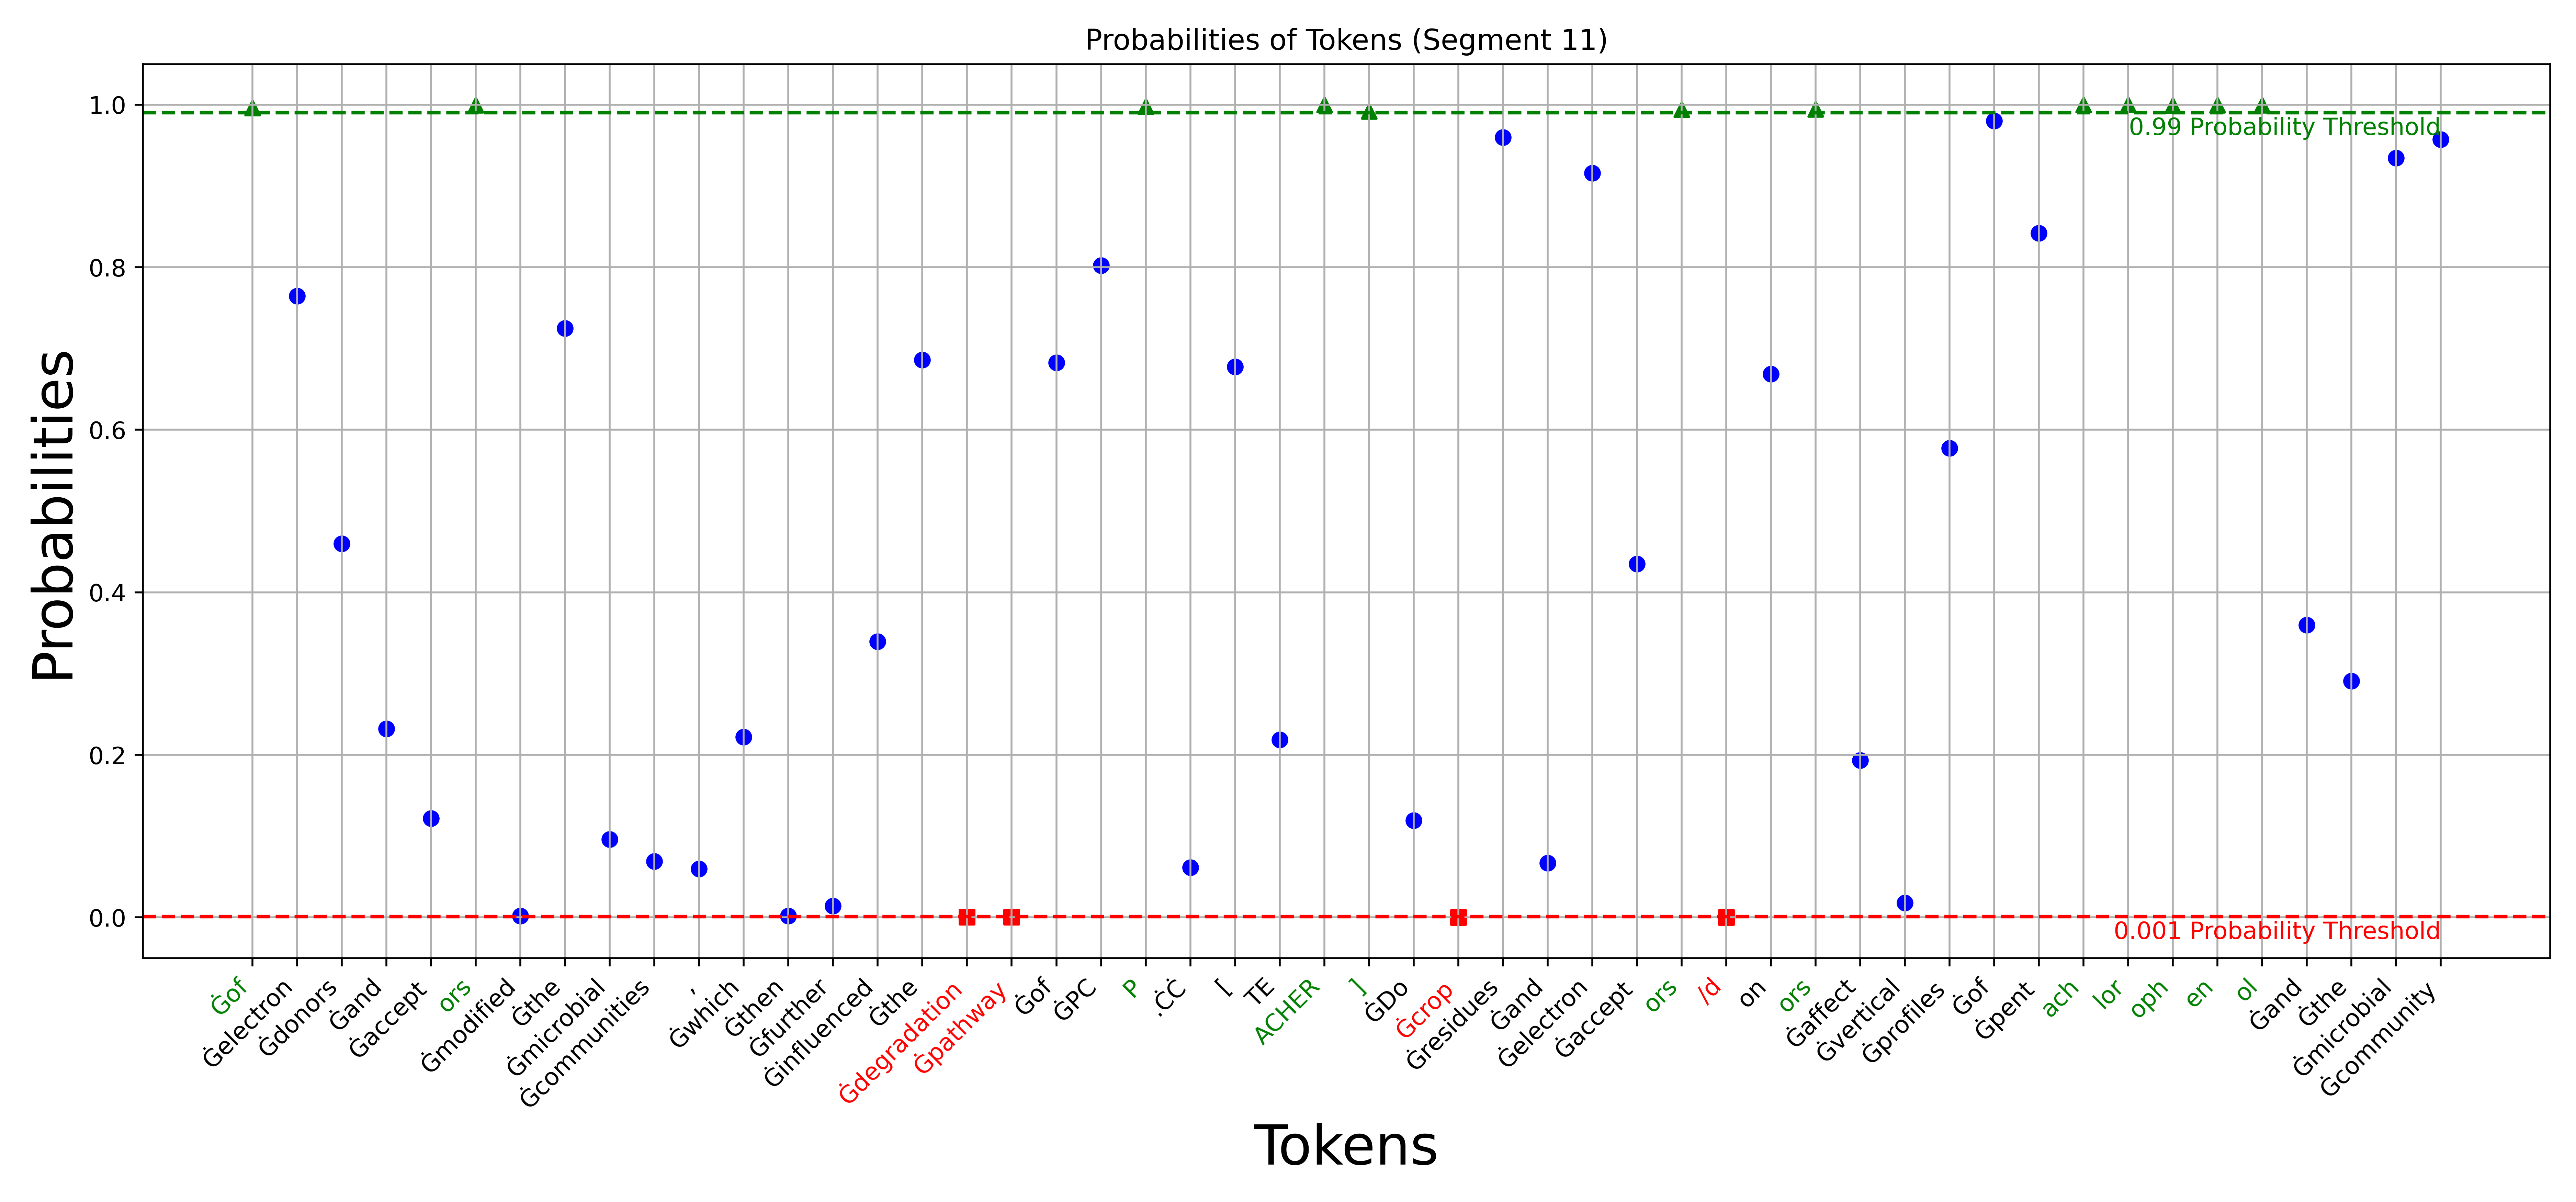 Probabilities of Tokens (Segment 11)
Probabilities
1.0
0.8
0.6
0.4
0.2
0.0
0.99 Probability Threshold
0.001 Probability Threshold
Ġof
Ġelectron
Ġdonors
Ġand
Ġaccept
ors
Ġmodified
Ġthe
Ġmicrobial
Ġcommunities
,
Ġwhich
Ġthen
Ġfurther
Ġinfluenced
Ġthe
Ġdegradation
Ġpathway
Ġof
ĠPC
P
.ĊĊ
[
TE
ACHER
]
ĠDo
Ġcrop
Ġresidues
Ġand
Ġelectron
Ġaccept
ors
/d
on
ors
Ġaffect
Ġvertical
Ġprofiles
Ġof
Ġpent
ach
lor
oph
en
ol
Ġand
Ġthe
Ġmicrobial
Ġcommunity
Tokens